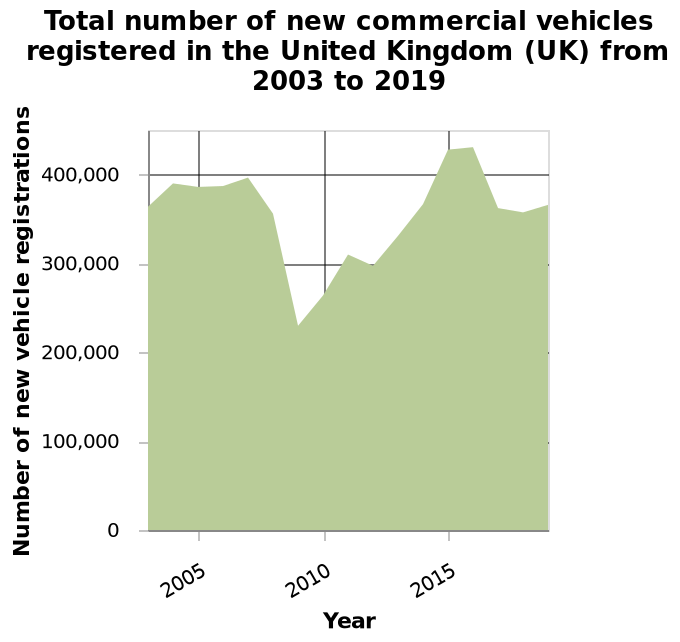 Total number of new commercial vehicles
registered in the United Kingdom (UK) from
2003 to 2019
Number of new vehicle registrations
400,000
300,000
200,000
100,000
0
2005
2010
2015
Year